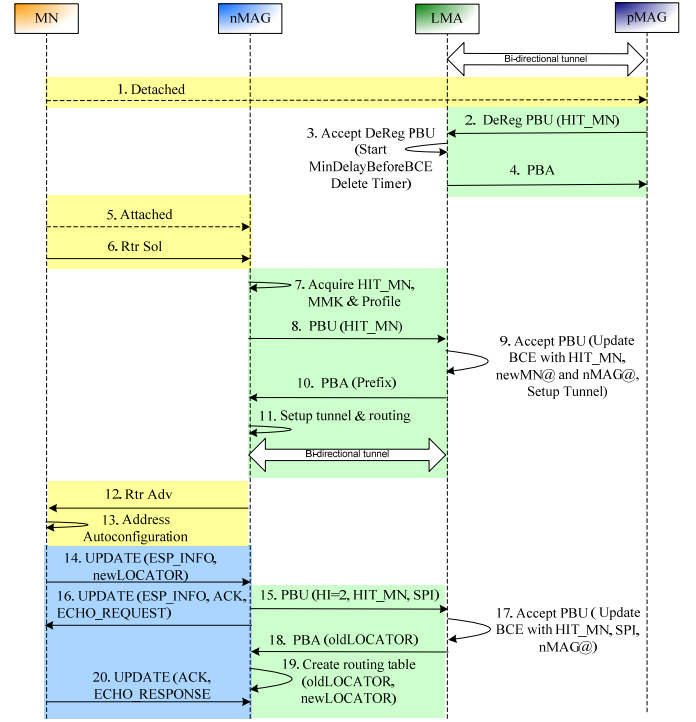 MN
nMAG
LMA
pMAG
Bi-directional tunnel
1. Detached
2. DeReg PBU (HIT_MN)
3. Accept DeReg PBU
(Start
MinDelayBeforeBCE
Delete Timer)
4. PBA
5. Attached
6. Rtr Sol
7. Acquire HIT_MN,
MMK & Profile
8. PBU (HIT_MN)
9. Accept PBU (Update
BCE with HIT_MN,
newMN@ and nMAG@,
Setup Tunnel)
10. PBA (Prefix)
11. Setup tunnel & routing
Bi-directional tunnel
12. Rtr Adv
13. Address
Autoconfiguration
14. UPDATE (ESP_INFO,
newLOCATOR)
15. PBU (HI=2, HIT_MN, SPI)
16. UPDATE (ESP_INFO, ACK,
ECHO_REQUEST)
17. Accept PBU ( Update
BCE with HIT_MN, SPI,
nMAG@)
18. PBA (oldLOCATOR)
19. Create routing table
(oldLOCATOR,
newLOCATOR)
20. UPDATE (ACK,
ECHO_RESPONSE